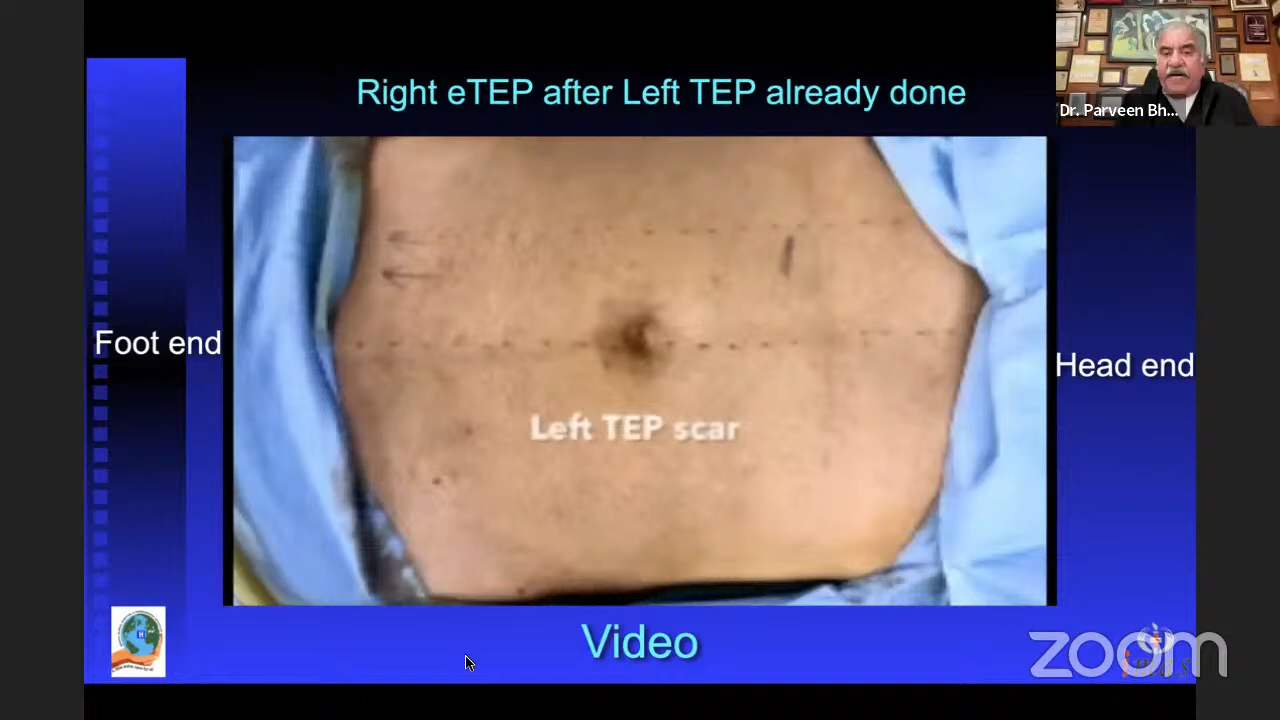 Right eTEP after Left TEP already done
Dr. Parveen Bh...
Foot end
Head end
Left TEP scar
Video
zoom